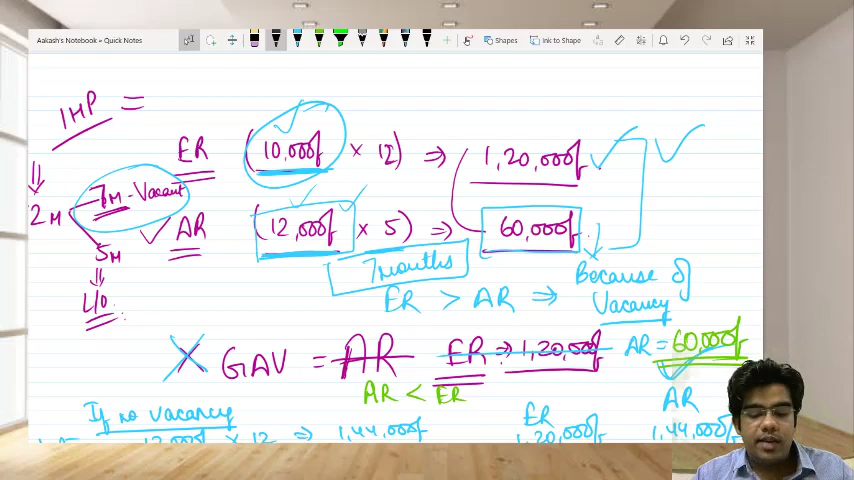 Aakash's Notebook » Quick Notes
Shapes
Ink to Shape
1HP =
ER (10,000/- × 12) ⇒ 1,20,000/-
7M - Vacant
2M
AR (12,000/- × 5) ⇒ 60,000/-
5M
L/O
7 months
ER > AR ⇒ Because of Vacancy
X GAV = AR ER ⇒ 1,20,000/- AR = 60,000/-
AR < ER
AR
If no vacancy
ER
12,000/- × 12 ⇒ 1,44,000/- 1,20,000/- 1,44,000/-